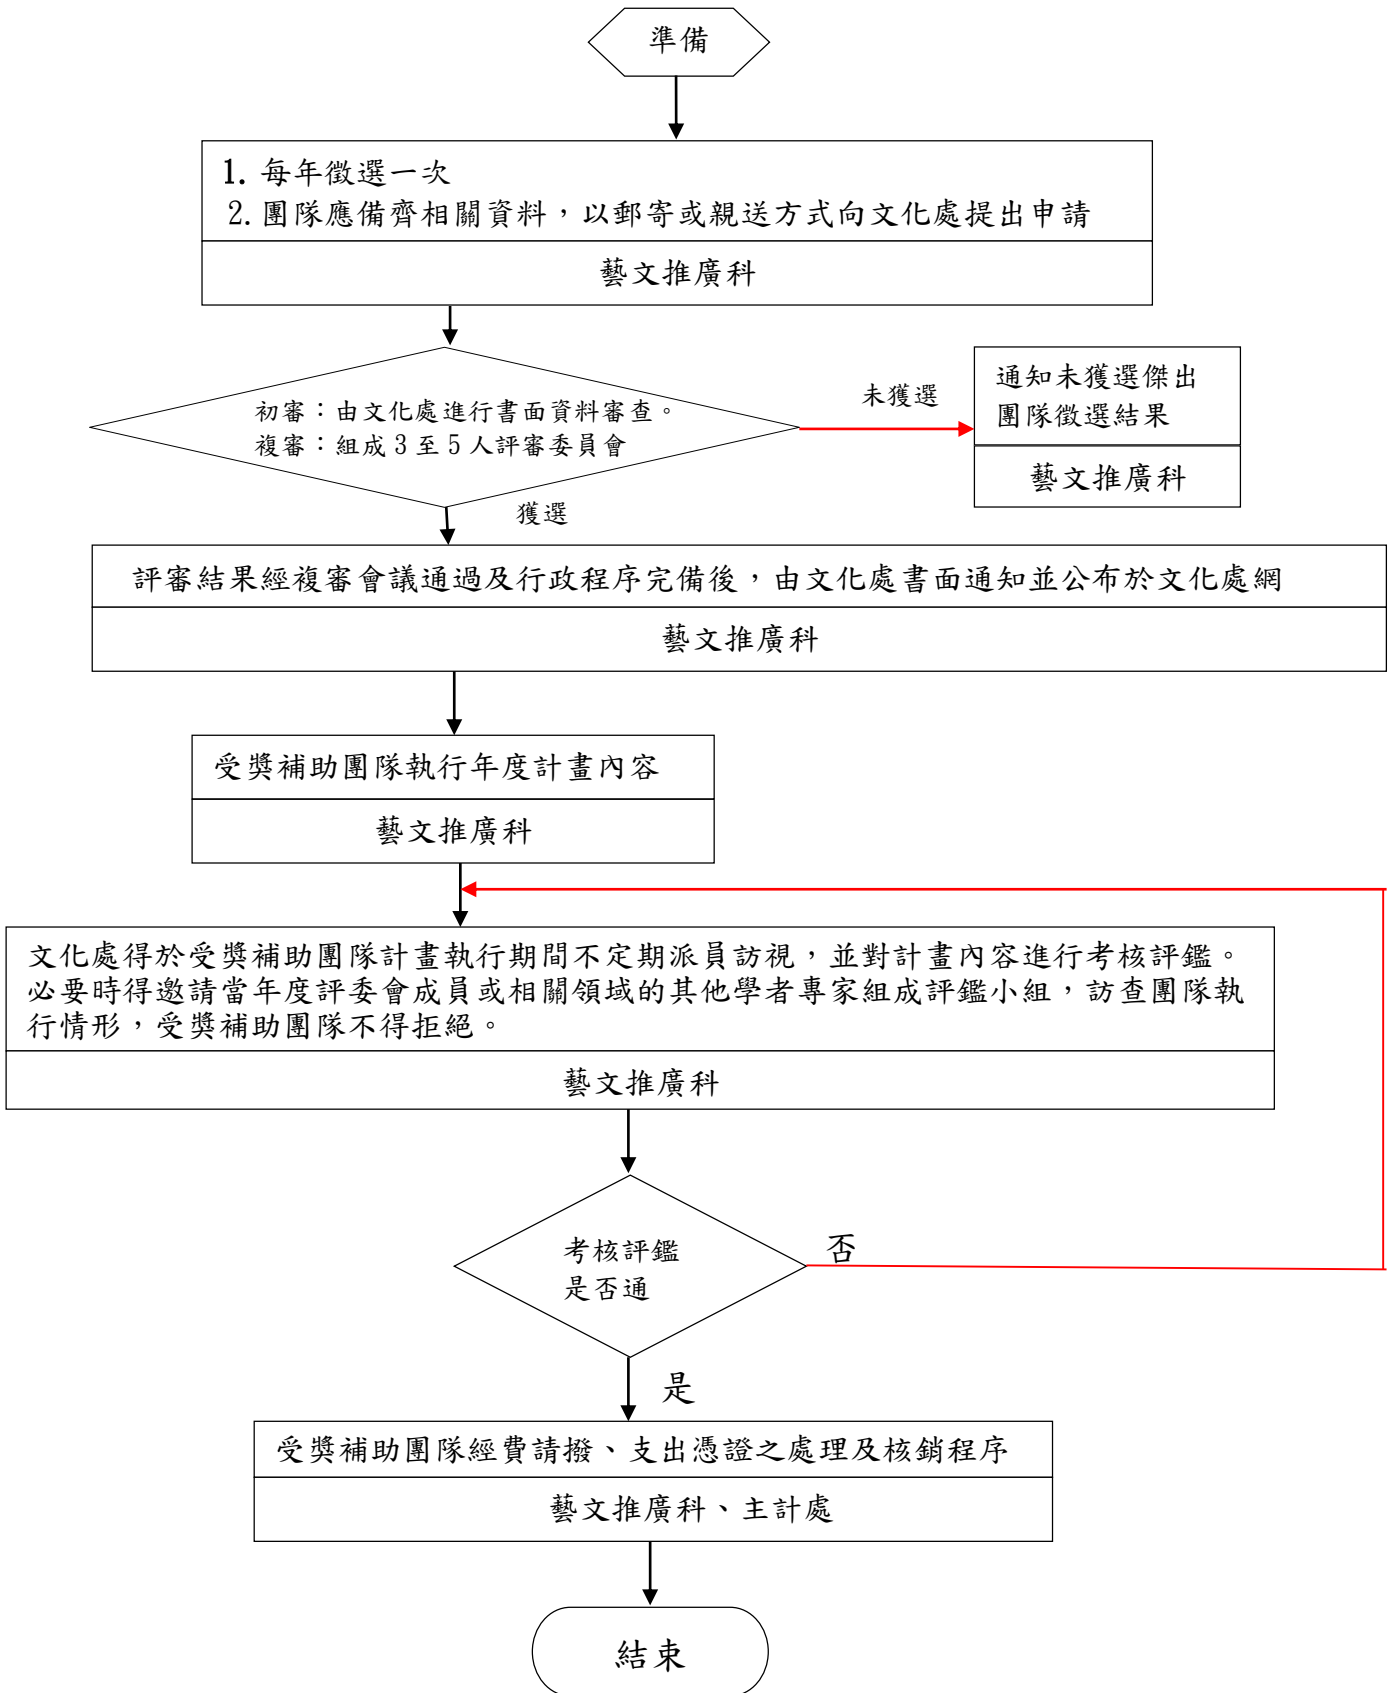 準備
1. 每年徵選一次
2. 團隊應備齊相關資料，以郵寄或親送方式向文化處提出申請
藝文推廣科
初審：由文化處進行書面資料審查。
複審：組成 3 至 5 人評審委員會
未獲選
通知未獲選傑出
團隊徵選結果
藝文推廣科
獲選
評審結果經複審會議通過及行政程序完備後，由文化處書面通知並公布於文化處網
藝文推廣科
受獎補助團隊執行年度計畫內容
藝文推廣科
文化處得於受獎補助團隊計畫執行期間不定期派員訪視，並對計畫內容進行考核評鑑。
必要時得邀請當年度評委會成員或相關領域的其他學者專家組成評鑑小組，訪查團隊執
行情形，受獎補助團隊不得拒絕。
藝文推廣科
考核評鑑
是否通
否
是
受獎補助團隊經費請撥、支出憑證之處理及核銷程序
藝文推廣科、主計處
結束